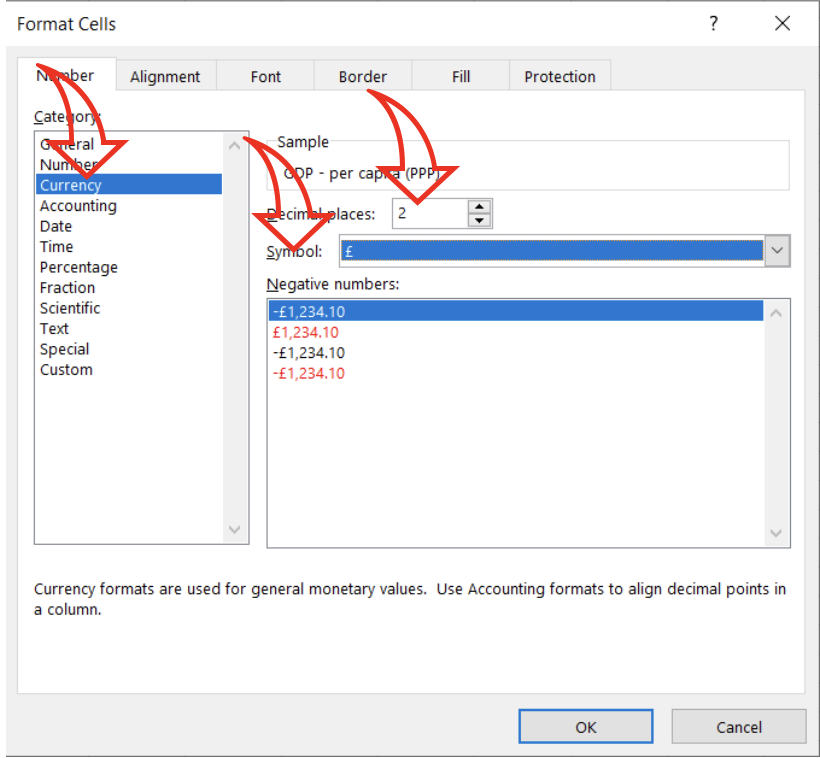 Format Cells ?
Number Alignment Font Border Fill Protection
Category:
General
Number
Currency
Accounting
Date
Time
Percentage
Fraction
Scientific
Text
Special
Custom
Sample
GDP - per capita (PPP)
Decimal places: 2
Symbol: £
Negative numbers:
-£1,234.10
£1,234.10
-£1,234.10
-£1,234.10
Currency formats are used for general monetary values.  Use Accounting formats to align decimal points in
a column.
OK Cancel